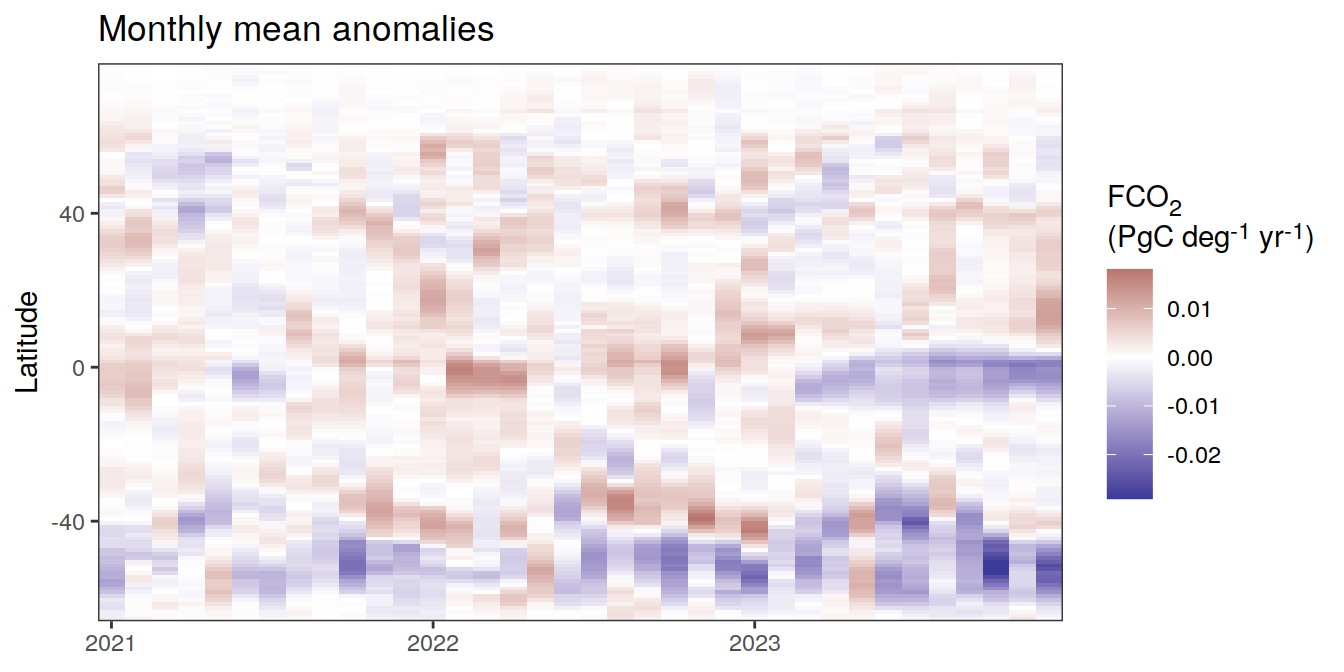 Monthly mean anomalies
Latitude
40
0
-40
2021
2022
2023
FCO₂
(PgC deg⁻¹ yr⁻¹)
0.01
0.00
-0.01
-0.02